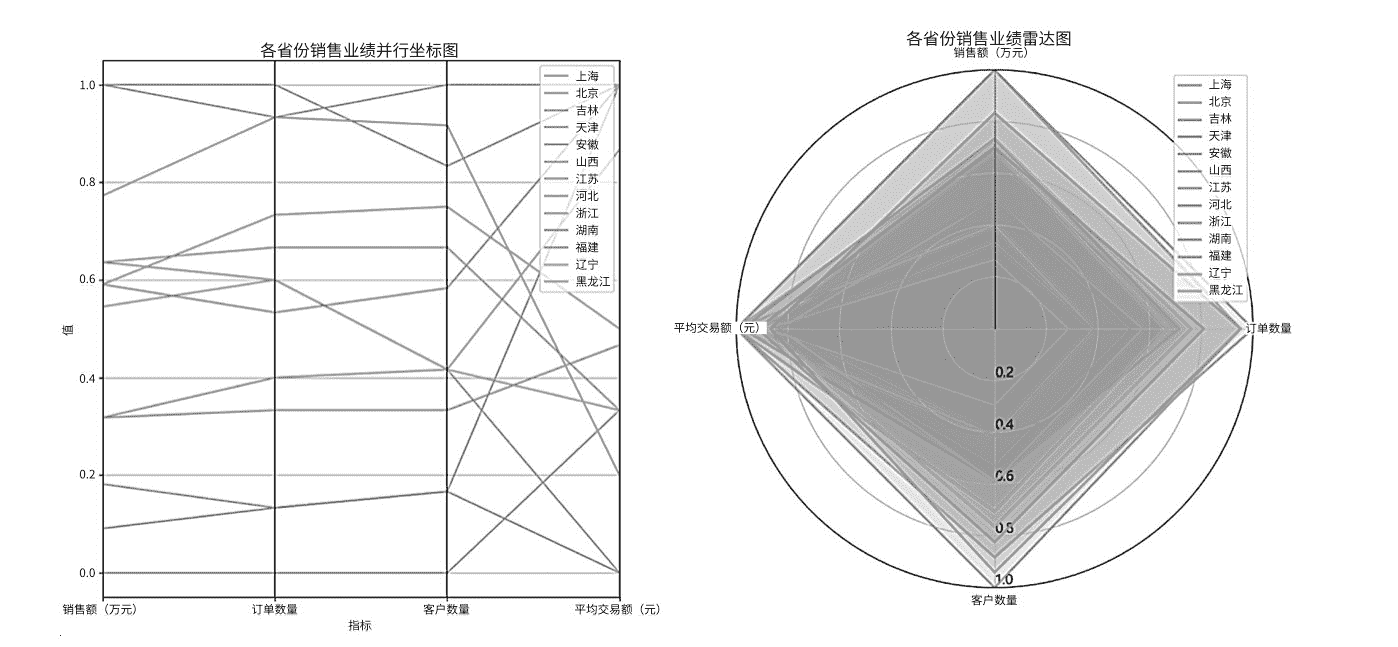 各省份销售业绩并行坐标图
1.0
0.8
0.6
0.4
0.2
0.0
值
销售额（万元）
订单数量
客户数量
平均交易额（元）
指标
上海
北京
吉林
天津
安徽
山西
江苏
河北
浙江
湖南
福建
辽宁
黑龙江
各省份销售业绩雷达图
销售额（万元）
平均交易额（元）
订单数量
客户数量
0.2
0.4
0.6
0.8
1.0
上海
北京
吉林
天津
安徽
山西
江苏
河北
浙江
湖南
福建
辽宁
黑龙江